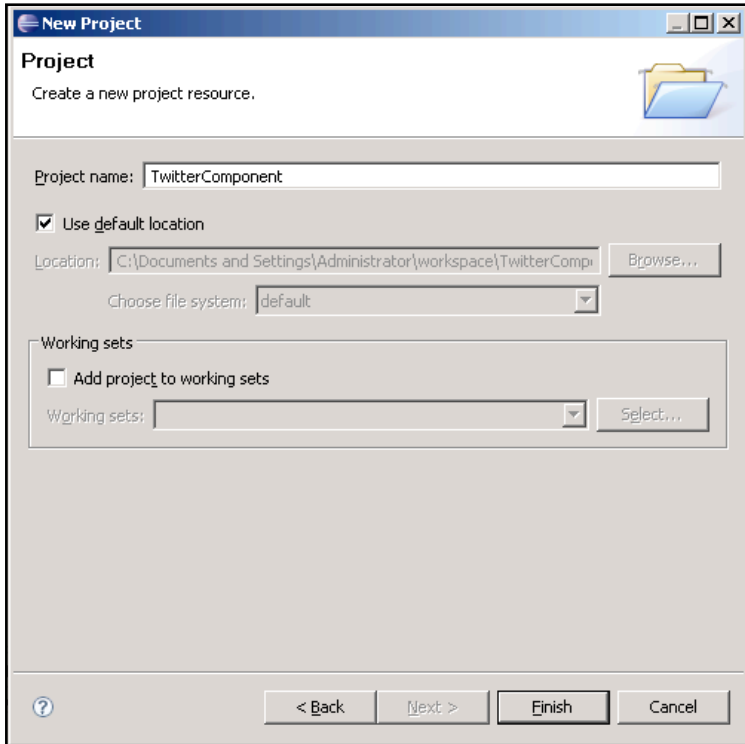 New Project
Project
Create a new project resource.
Project name: TwitterComponent
Use default location
Location: C:\Documents and Settings\Administrator\workspace\TwitterComp
Browse...
Choose file system: default
Working sets
Add project to working sets
Working sets:
Select...
?
< Back Next > Finish Cancel